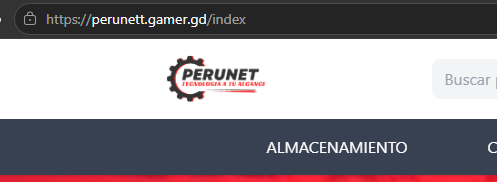 https://perunett.gamer.gd/index
PERUNET
TECNOLOGIA A TU ALCANCE
Buscar
ALMACENAMIENTO